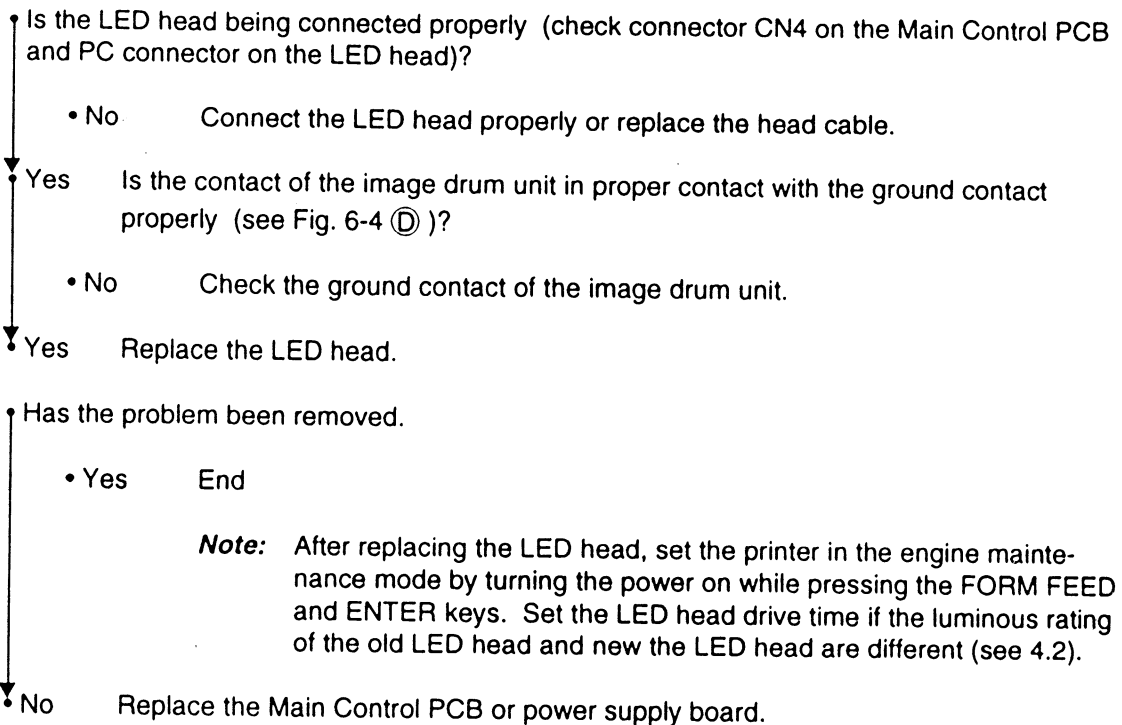 Is the LED head being connected properly (check connector CN4 on the Main Control PCB
and PC connector on the LED head)?
• No Connect the LED head properly or replace the head cable.
Yes Is the contact of the image drum unit in proper contact with the ground contact
properly (see Fig. 6-4 Ⓓ )?
• No Check the ground contact of the image drum unit.
Yes Replace the LED head.
Has the problem been removed.
• Yes End
Note: After replacing the LED head, set the printer in the engine mainte-
nance mode by turning the power on while pressing the FORM FEED
and ENTER keys. Set the LED head drive time if the luminous rating
of the old LED head and new the LED head are different (see 4.2).
No Replace the Main Control PCB or power supply board.